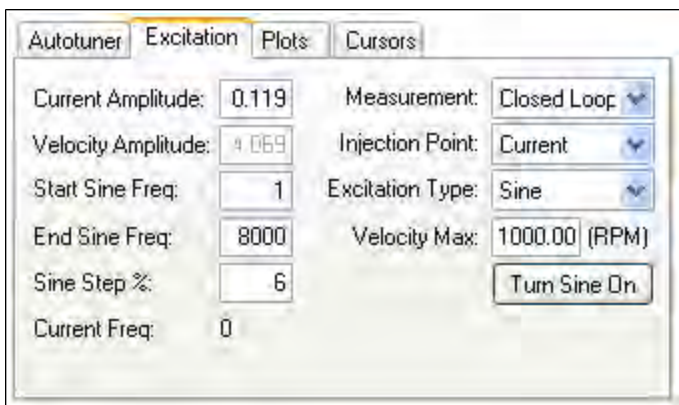 Autotuner Excitation Plots Cursors
Current Amplitude: 0.119 Measurement: Closed Loop
Velocity Amplitude: Injection Point: Current
Start Sine Freq: 1 Excitation Type: Sine
End Sine Freq: 8000 Velocity Max: 1000.00 (RPM)
Sine Step %: 6 Turn Sine On
Current Freq: 0